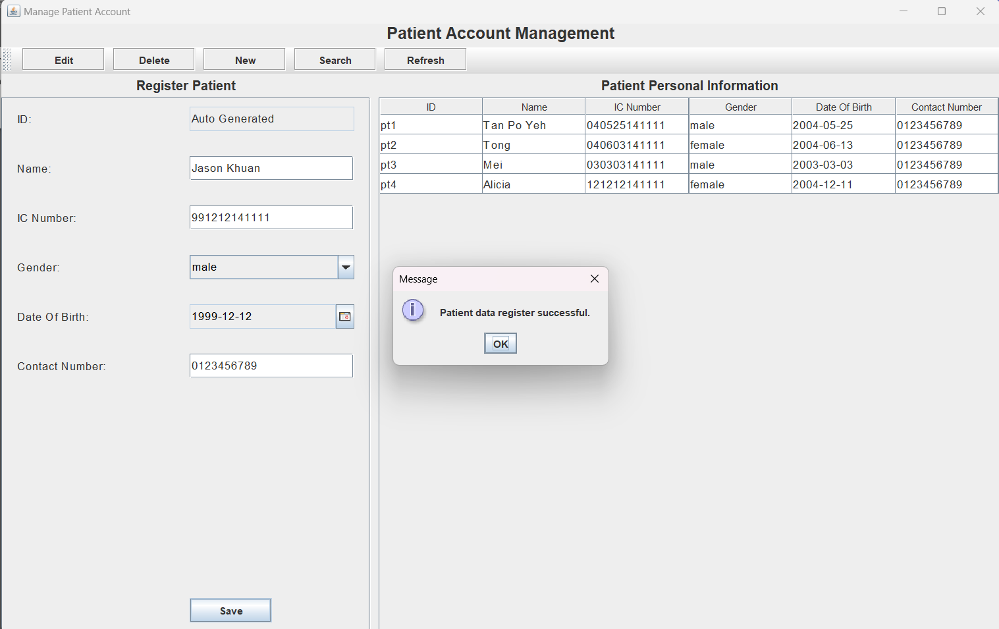 Manage Patient Account
Patient Account Management
Edit Delete New Search Refresh
Register Patient
ID: Auto Generated
Name: Jason Khuan
IC Number: 991212141111
Gender: male
Date Of Birth: 1999-12-12
Contact Number: 0123456789
Save
Patient Personal Information
ID Name IC Number Gender Date Of Birth Contact Number
pt1 Tan Po Yeh 040525141111 male 2004-05-25 0123456789
pt2 Tong 040603141111 female 2004-06-13 0123456789
pt3 Mei 030303141111 male 2003-03-03 0123456789
pt4 Alicia 121212141111 female 2004-12-11 0123456789
Message
Patient data register successful.
OK